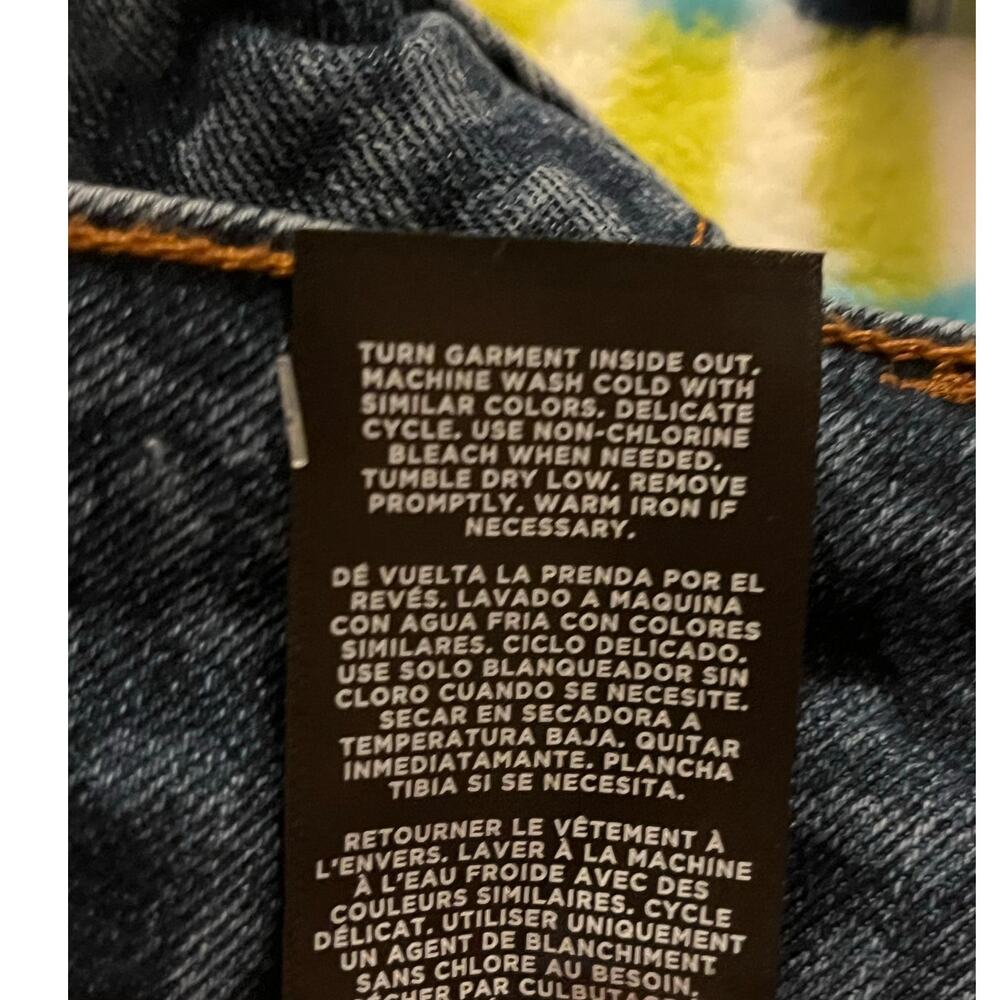 TURN GARMENT INSIDE OUT.
MACHINE WASH COLD WITH
SIMILAR COLORS. DELICATE
CYCLE. USE NON-CHLORINE
BLEACH WHEN NEEDED.
TUMBLE DRY LOW. REMOVE
PROMPTLY. WARM IRON IF
NECESSARY.
DÉ VUELTA LA PRENDA POR EL
REVÉS. LAVADO A MAQUINA
CON AGUA FRIA CON COLORES
SIMILARES. CICLO DELICADO.
USE SOLO BLANQUEADOR SIN
CLORO CUANDO SE NECESITE.
SECAR EN SECADORA A
TEMPERATURA BAJA. QUITAR
INMEDIATAMANTE. PLANCHA
TIBIA SI SE NECESITA.
RETOURNER LE VÊTEMENT À
L'ENVERS. LAVER À LA MACHINE
À L'EAU FROIDE AVEC DES
COULEURS SIMILAIRES. CYCLE
DÉLICAT. UTILISER UNIQUEMENT
UN AGENT DE BLANCHIMENT
SANS CHLORE AU BESOIN.
PAR